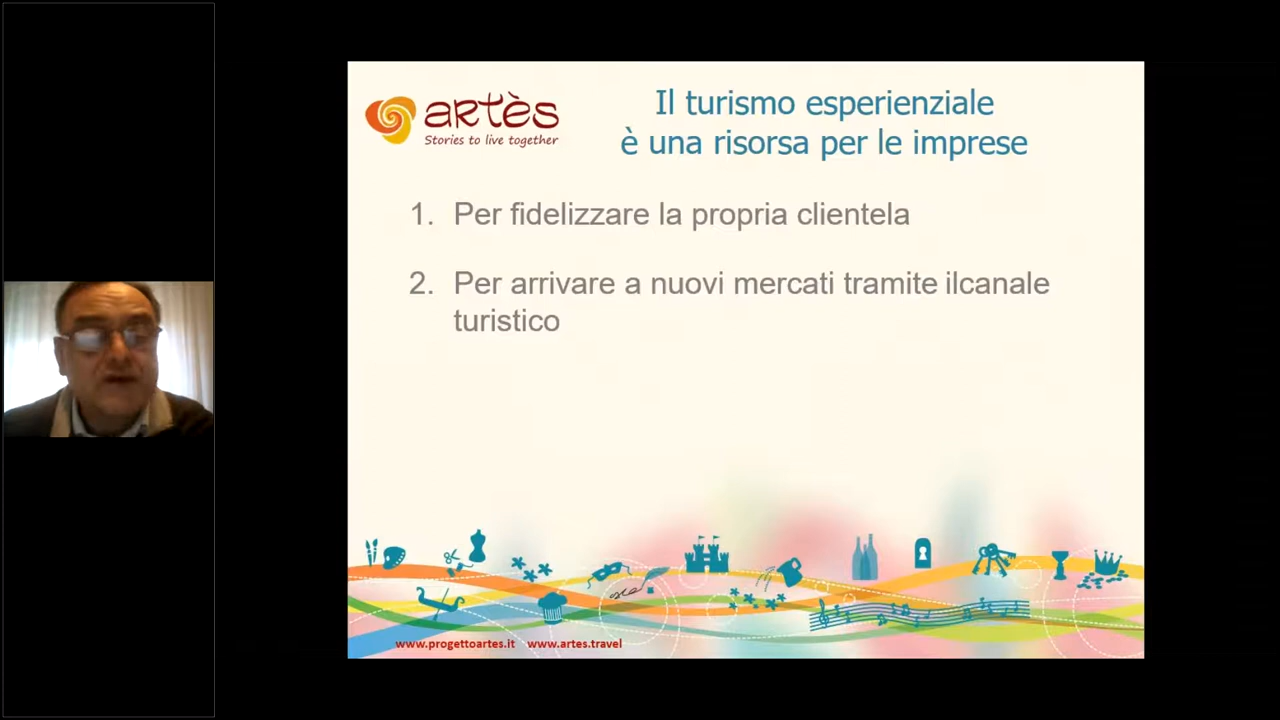 artès
Stories to live together
Il turismo esperienziale
è una risorsa per le imprese
1. Per fidelizzare la propria clientela
2. Per arrivare a nuovi mercati tramite ilcanale
turistico
www.progettoartes.it www.artes.travel